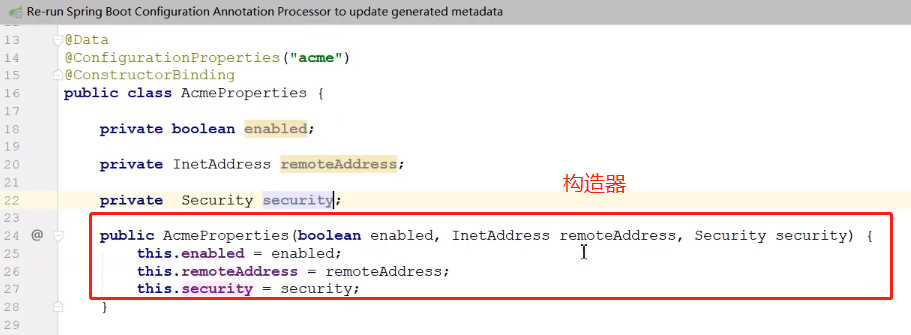 Re-run Spring Boot Configuration Annotation Processor to update generated metadata
13 @Data
14 @ConfigurationProperties("acme")
15 @ConstructorBinding
16 public class AcmeProperties {
17
18 private boolean enabled;
19
20 private InetAddress remoteAddress;
21
22 private Security security;
构造器
23
24 @ public AcmeProperties(boolean enabled, InetAddress remoteAddress, Security security) {
25 this.enabled = enabled;
26 this.remoteAddress = remoteAddress;
27 this.security = security;
28 }
29